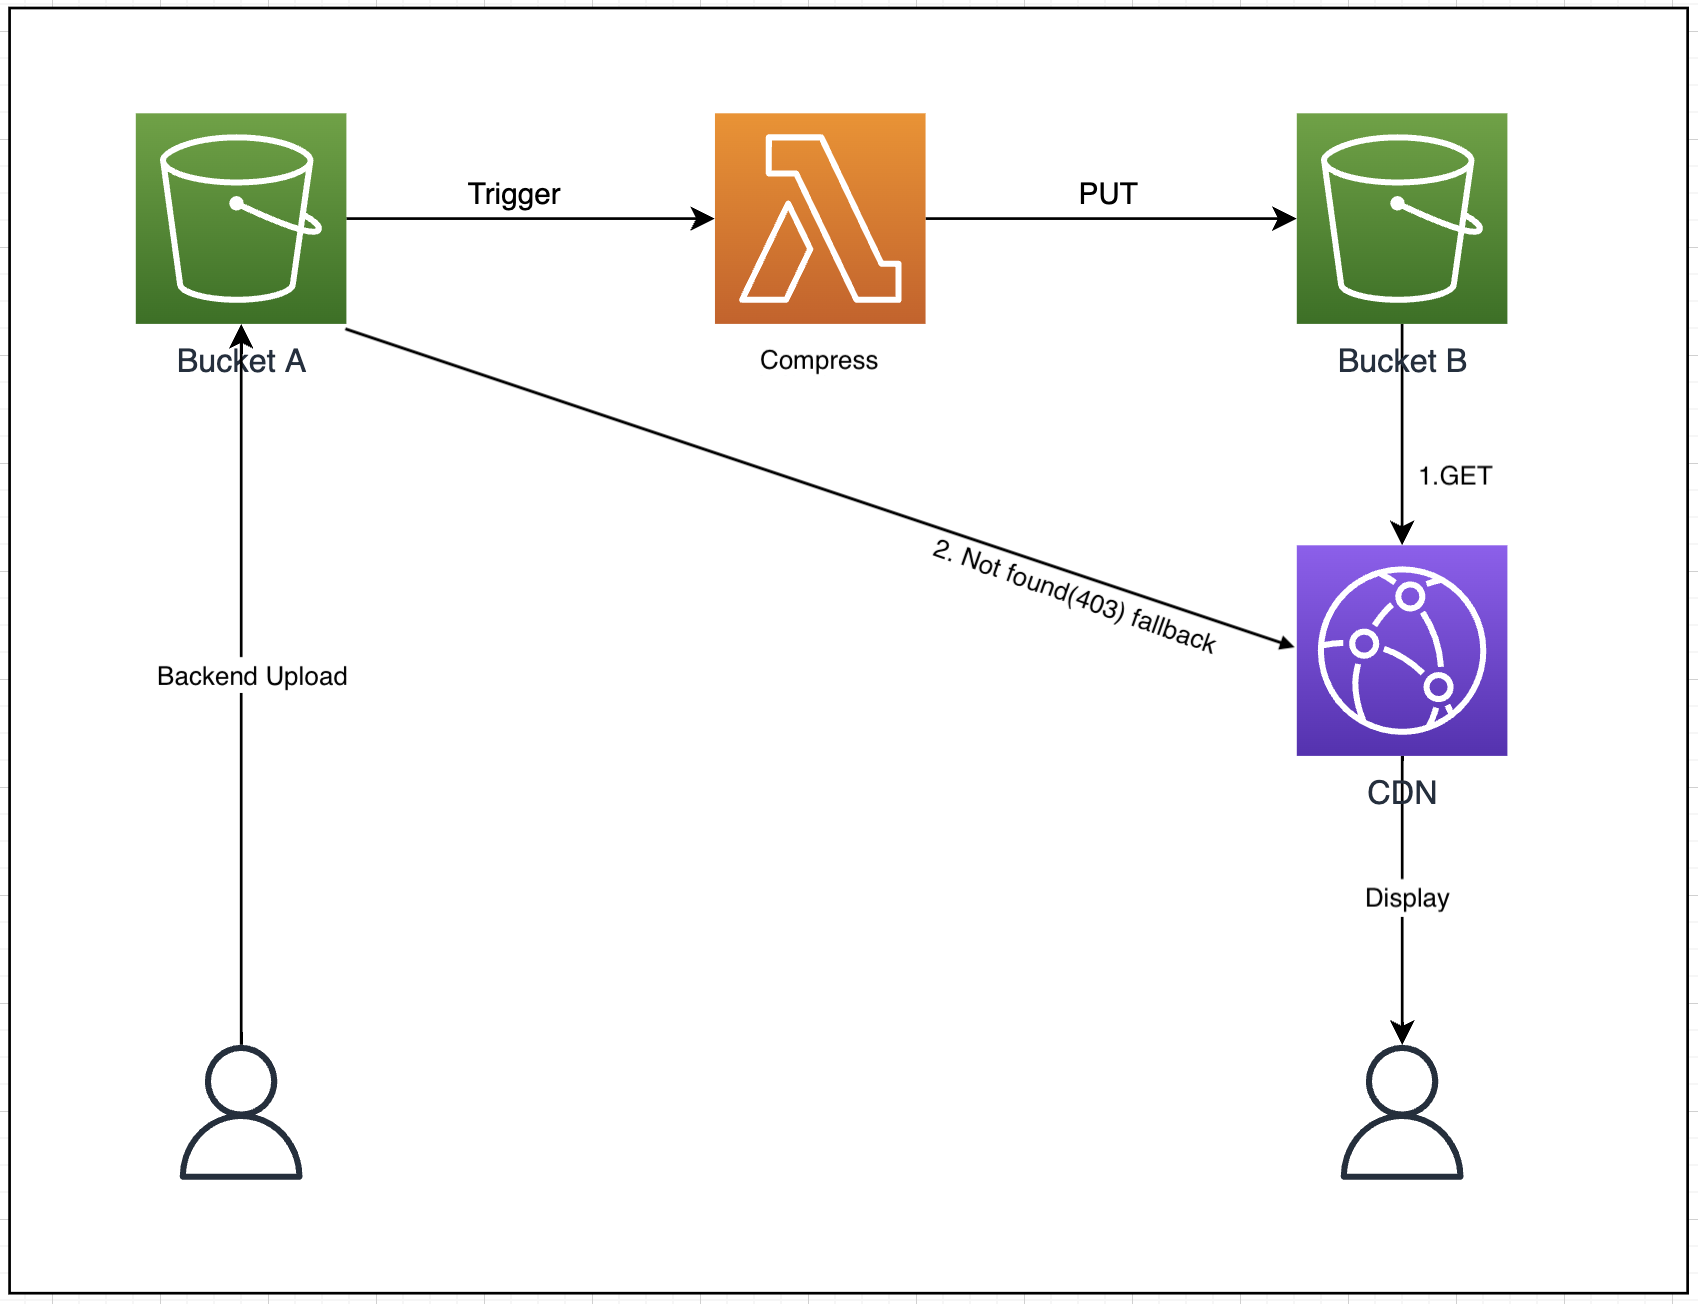 Trigger
PUT
Bucket A
Compress
Bucket B
1.GET
2. Not found(403) fallback
Backend Upload
CDN
Display